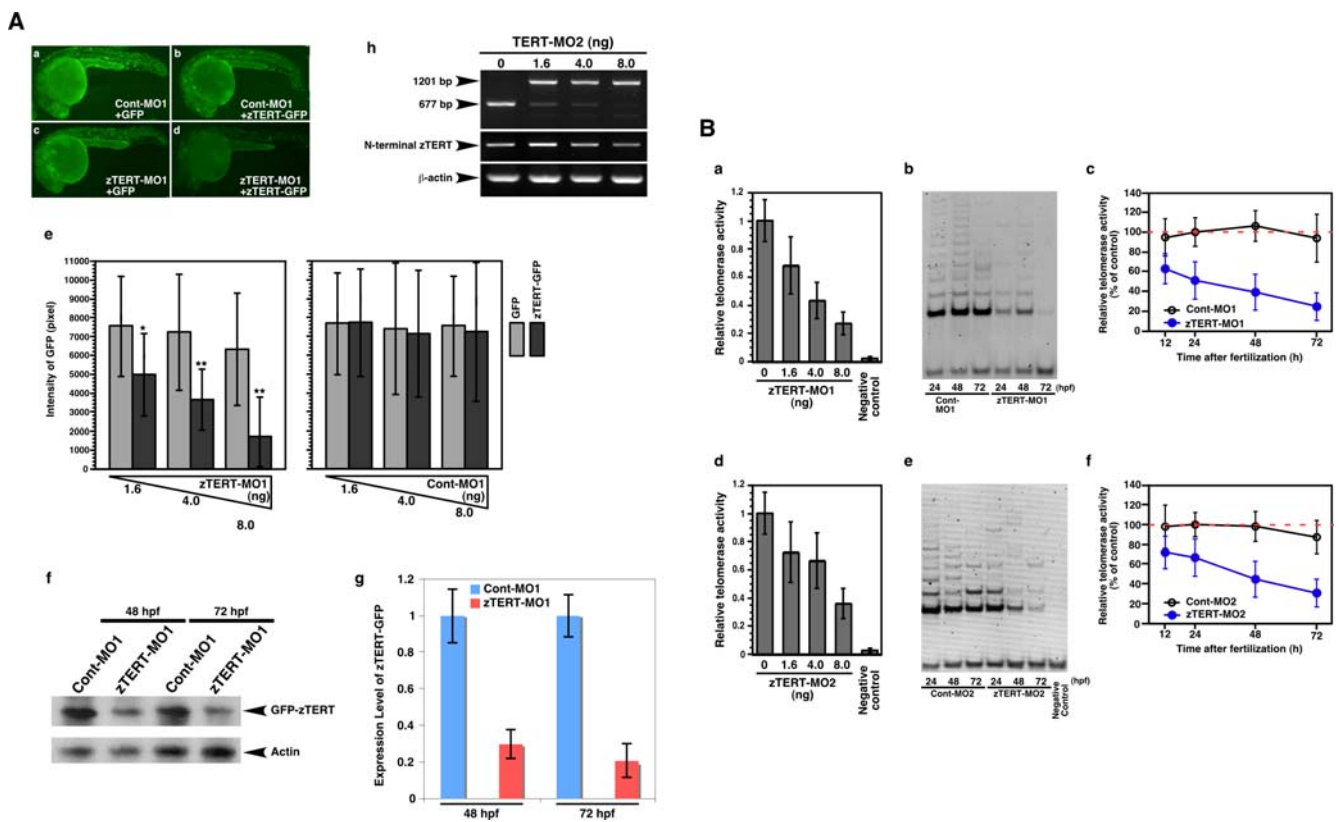 A
a
Cont-MO1
+GFP
b
Cont-MO1
+zTERT-GFP
c
zTERT-MO1
+GFP
d
zTERT-MO1
+zTERT-GFP
h
TERT-MO2 (ng)
0 1.6 4.0 8.0
1201 bp
677 bp
N-terminal zTERT
β-actin
e
Intensity of GFP (pixel)
11000
10000
9000
8000
7000
6000
5000
4000
3000
2000
1000
0
*
**
**
1.6
4.0
8.0
zTERT-MO1
(ng)
1.6
4.0
8.0
Cont-MO1
(ng)
GFP
zTERT-GFP
f
48 hpf 72 hpf
Cont-MO1
zTERT-MO1
Cont-MO1
zTERT-MO1
GFP-zTERT
Actin
g
Expression Level of zTERT-GFP
1.2
1
0.8
0.6
0.4
0.2
0
Cont-MO1
zTERT-MO1
48 hpf 72 hpf
B
a
Relative telomerase activity
1.2
1
0.8
0.6
0.4
0.2
0
0 1.6 4.0 8.0
zTERT-MO1
(ng)
Negative
control
b
24 48 72 24 48 72 (hpf)
Cont-
MO1
zTERT-MO1
c
Relative telomerase activity
(% of control)
140
120
100
80
60
40
20
0
Cont-MO1
zTERT-MO1
12 24 48 72
Time after fertilization (h)
d
Relative telomerase activity
1.2
1
0.8
0.6
0.4
0.2
0
0 1.6 4.0 8.0
zTERT-MO2
(ng)
Negative
control
e
24 48 72 24 48 72 (hpf)
Cont-MO2 zTERT-MO2
Negative
Control
f
Relative telomerase activity
(% of control)
140
120
100
80
60
40
20
0
Cont-MO2
zTERT-MO2
12 24 48 72
Time after fertilization (h)